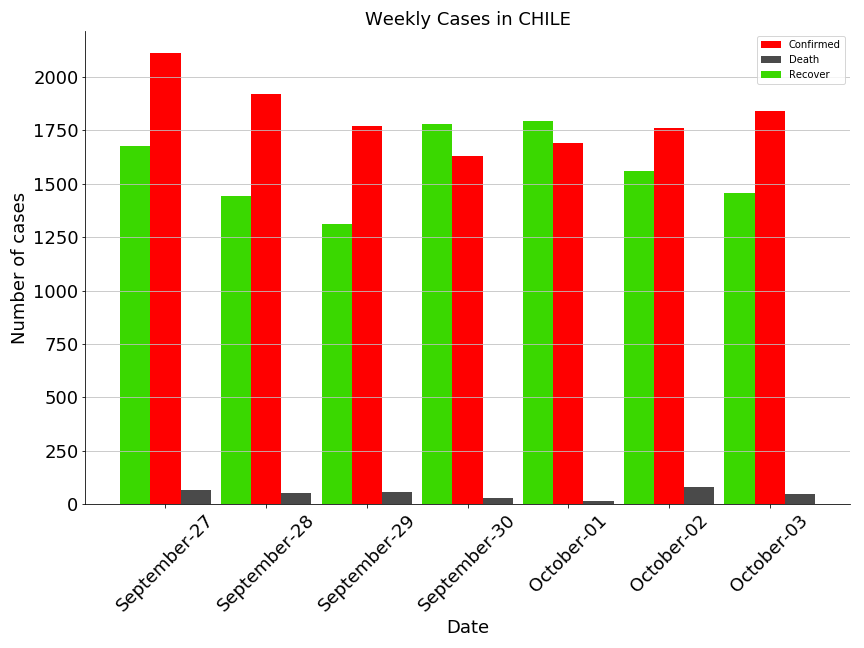 Weekly Cases in CHILE
Confirmed
Death
Recover
Number of cases
2000
1750
1500
1250
1000
750
500
250
0
September-27
September-28
September-29
September-30
October-01
October-02
October-03
Date